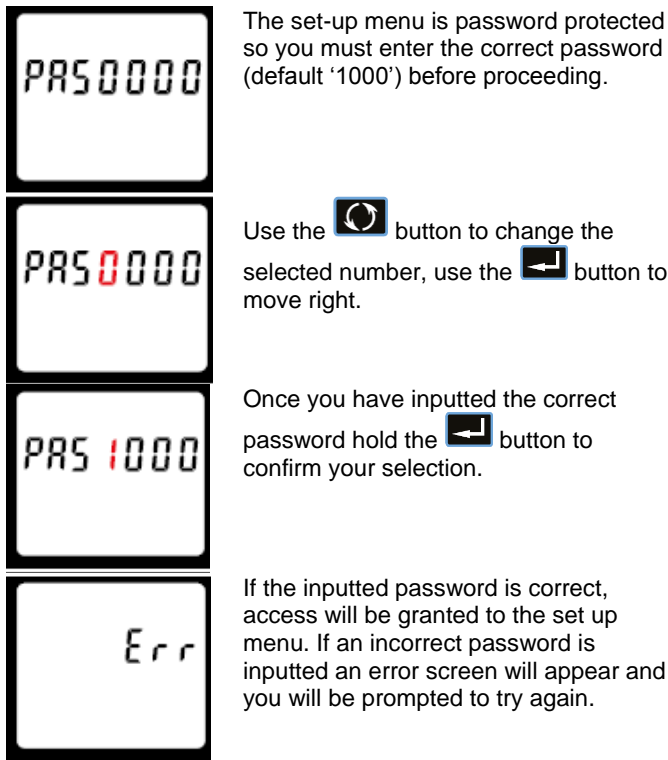 PAS0000
The set-up menu is password protected
so you must enter the correct password
(default ‘1000’) before proceeding.
PAS0000
Use the button to change the
selected number, use the button to
move right.
PAS1000
Once you have inputted the correct
password hold the button to
confirm your selection.
Err
If the inputted password is correct,
access will be granted to the set up
menu. If an incorrect password is
inputted an error screen will appear and
you will be prompted to try again.